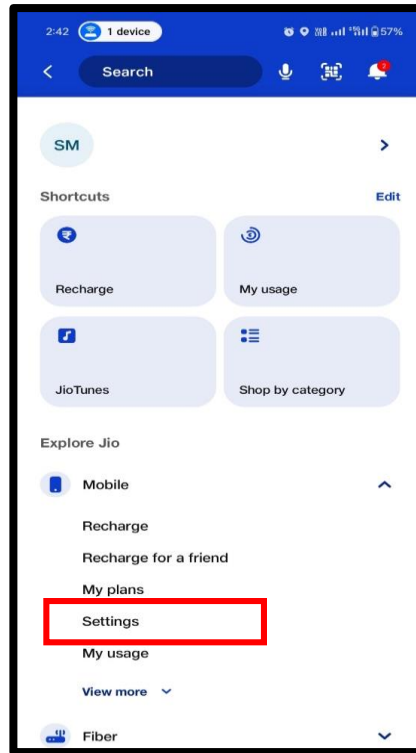 2:42 1 device 57%
Search
SM
Shortcuts Edit
Recharge My usage
JioTunes Shop by category
Explore Jio
Mobile
Recharge
Recharge for a friend
My plans
Settings
My usage
View more
Fiber